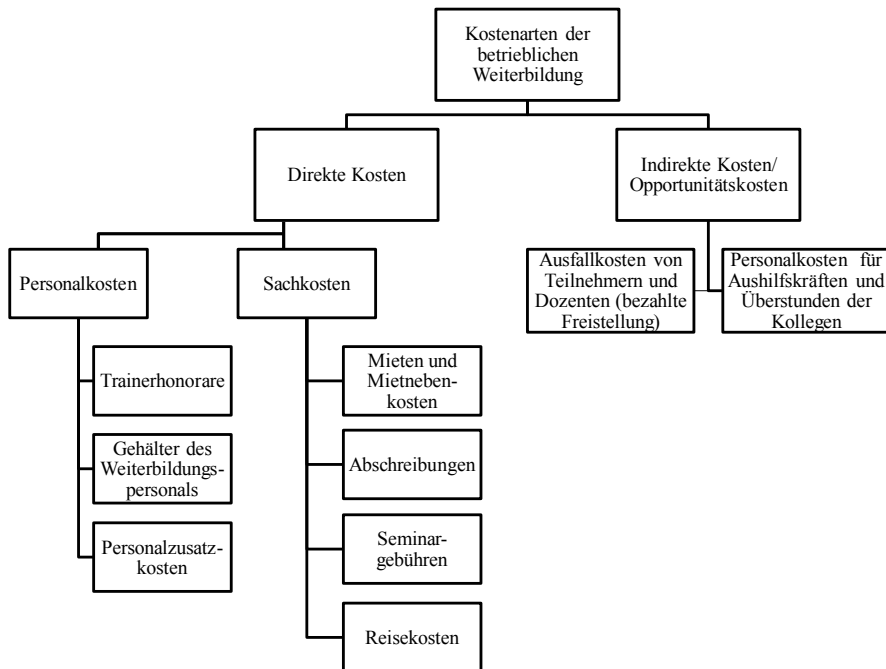 Kostenarten der
betrieblichen
Weiterbildung
Direkte Kosten
Indirekte Kosten/
Opportunitätskosten
Personalkosten
Sachkosten
Ausfallkosten von
Teilnehmern und
Dozenten (bezahlte
Freistellung)
Personalkosten für
Aushilfskräften und
Überstunden der
Kollegen
Trainerhonorare
Gehälter des
Weiterbildungs-
personals
Personalzusatz-
kosten
Mieten und
Mietneben-
kosten
Abschreibungen
Seminar-
gebühren
Reisekosten